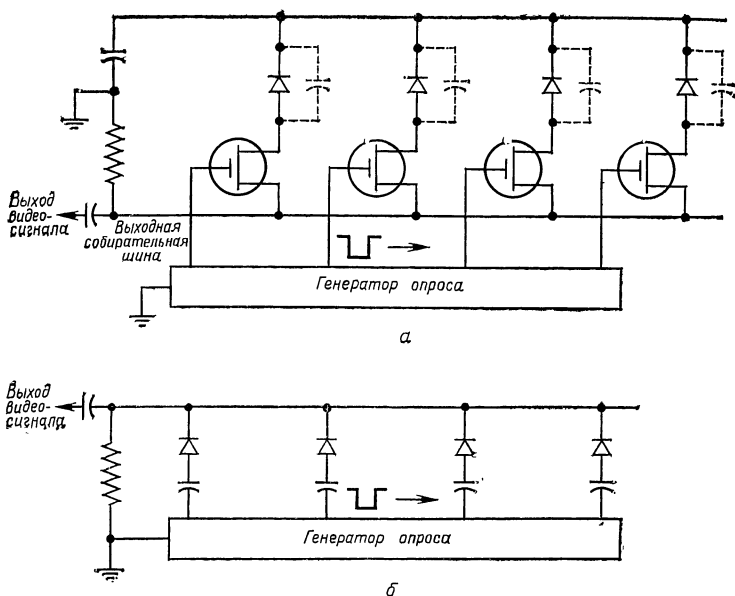 Выход
видео-
сигнала
Выходная
собирательная
шина
Генератор опроса
а
Выход
видео-
сигнала
Генератор опроса
б